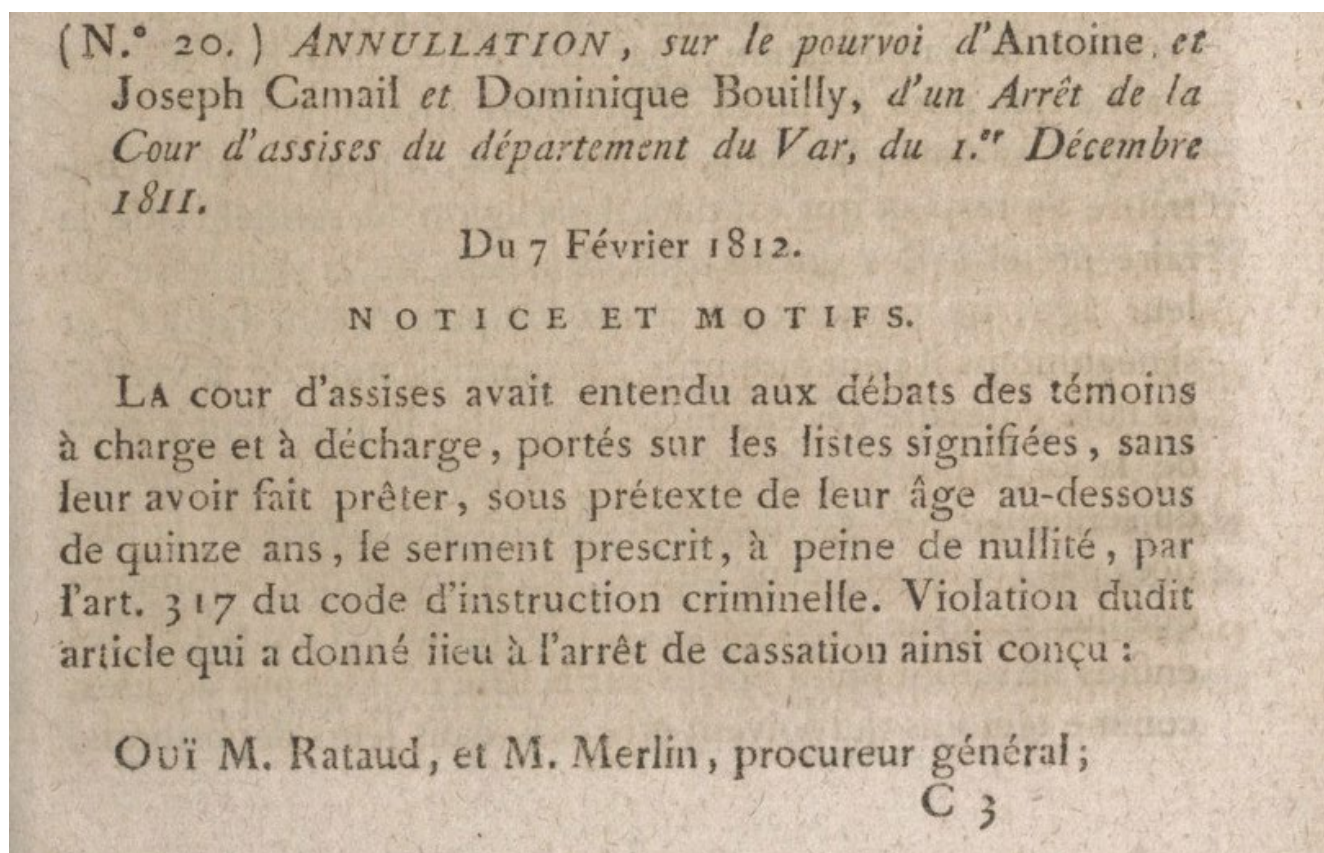 (N.° 20.) ANNULLATION, sur le pourvoi d'Antoine et
Joseph Camail et Dominique Bouilly, d'un Arrêt de la
Cour d'assises du département du Var, du 1.er Décembre
1811.
Du 7 Février 1812.
NOTICE ET MOTIFS.
LA cour d'assises avait entendu aux débats des témoins
à charge et à décharge, portés sur les listes signifiées, sans
leur avoir fait prêter, sous prétexte de leur âge au-dessous
de quinze ans, le serment prescrit, à peine de nullité, par
l'art. 317 du code d'instruction criminelle. Violation dudit
article qui a donné lieu à l'arrêt de cassation ainsi conçu :
OUÏ M. Rataud, et M. Merlin, procureur général;
C 3